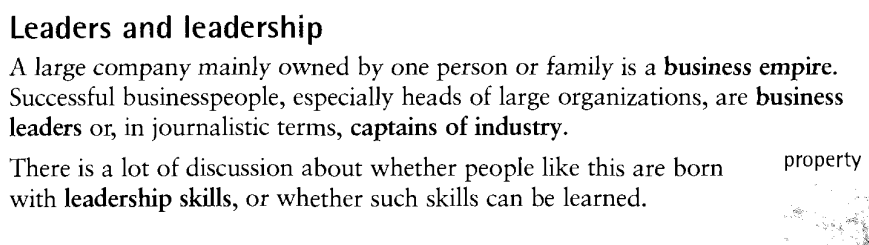 Leaders and leadership
A large company mainly owned by one person or family is a business empire.
Successful businesspeople, especially heads of large organizations, are business
leaders or, in journalistic terms, captains of industry.
There is a lot of discussion about whether people like this are born
with leadership skills, or whether such skills can be learned.
property